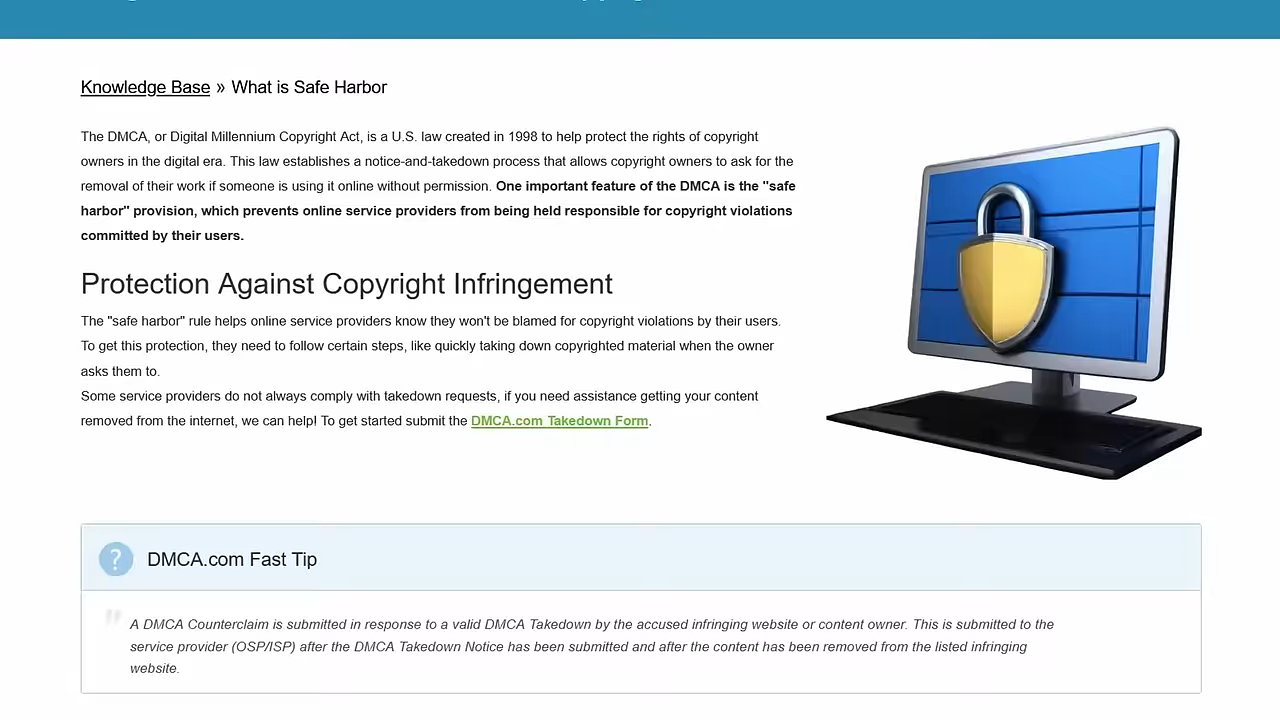 Knowledge Base » What is Safe Harbor
The DMCA, or Digital Millennium Copyright Act, is a U.S. law created in 1998 to help protect the rights of copyright
owners in the digital era. This law establishes a notice-and-takedown process that allows copyright owners to ask for the
removal of their work if someone is using it online without permission. One important feature of the DMCA is the "safe
harbor" provision, which prevents online service providers from being held responsible for copyright violations
committed by their users.
Protection Against Copyright Infringement
The "safe harbor" rule helps online service providers know they won't be blamed for copyright violations by their users.
To get this protection, they need to follow certain steps, like quickly taking down copyrighted material when the owner
asks them to.
Some service providers do not always comply with takedown requests, if you need assistance getting your content
removed from the internet, we can help! To get started submit the DMCA.com Takedown Form.
? DMCA.com Fast Tip
" A DMCA Counterclaim is submitted in response to a valid DMCA Takedown by the accused infringing website or content owner. This is submitted to the
service provider (OSP/ISP) after the DMCA Takedown Notice has been submitted and after the content has been removed from the listed infringing
website.